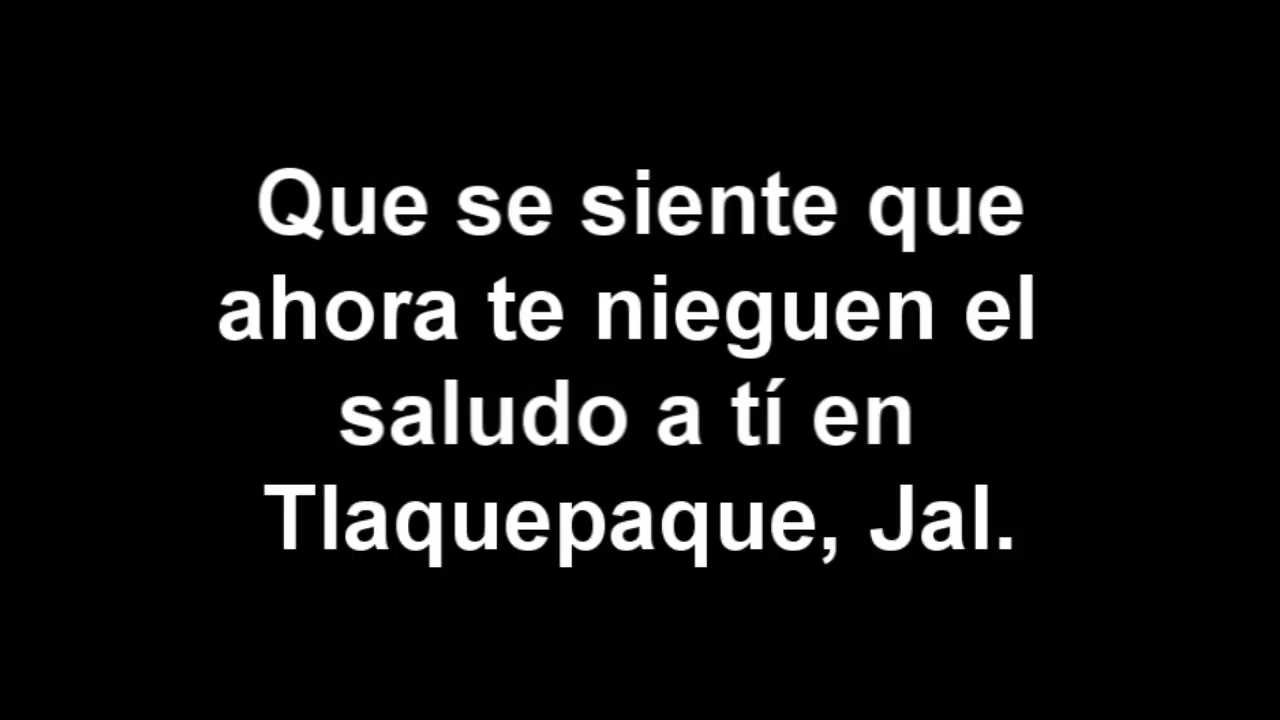 Que se siente que
ahora te nieguen el
saludo a tí en
Tlaquepaque, Jal.